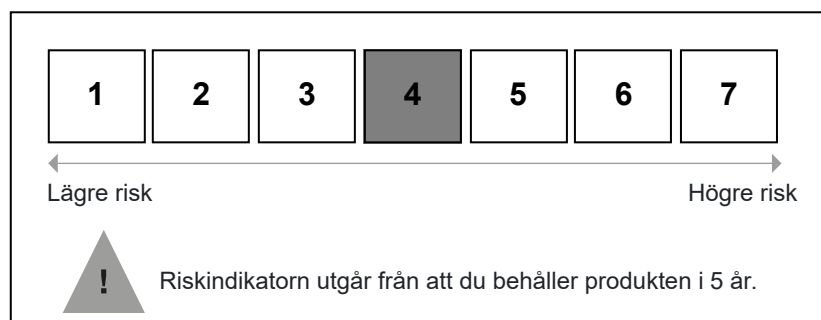 1 2 3 4 5 6 7
Lägre risk Högre risk
! Riskindikatorn utgår från att du behåller produkten i 5 år.